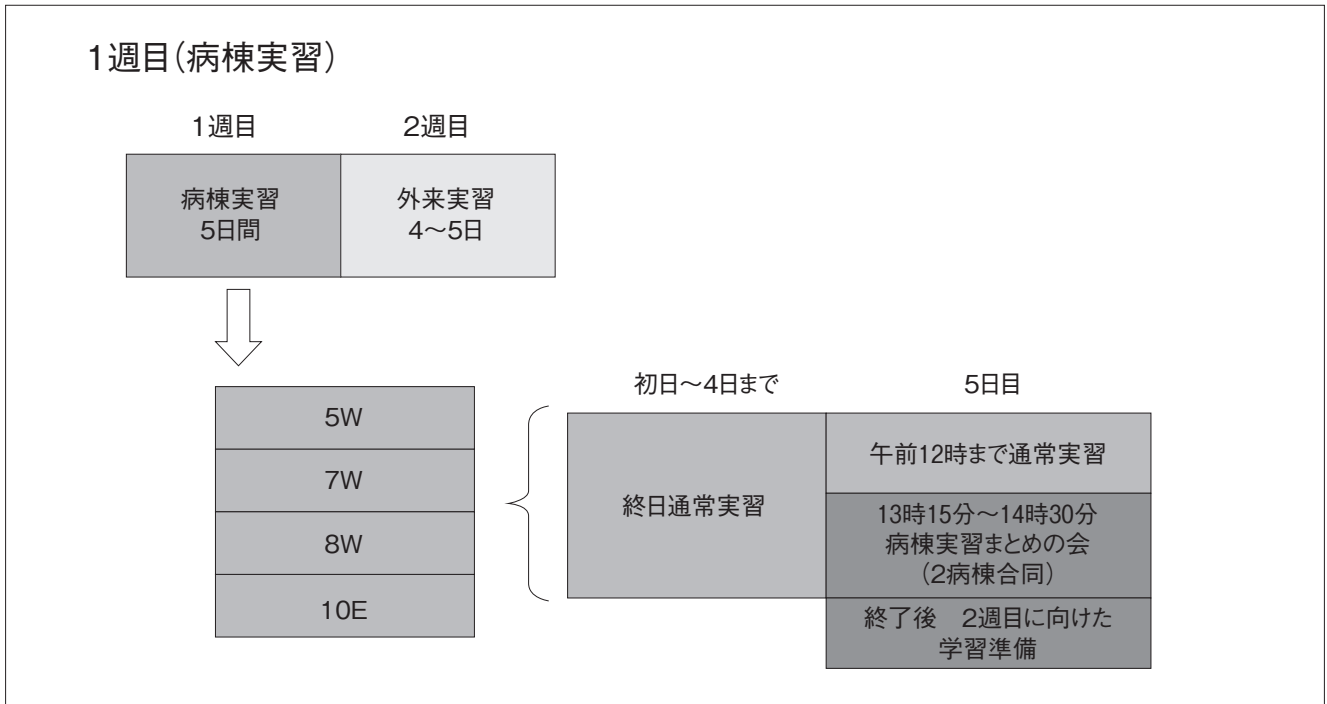 1週目（病棟実習）
1週目
2週目
病棟実習
5日間
外来実習
4～5日
5W
7W
8W
10E
初日～4日まで
5日目
終日通常実習
午前12時まで通常実習
13時15分～14時30分
病棟実習まとめの会
（2病棟合同）
終了後　2週目に向けた
学習準備